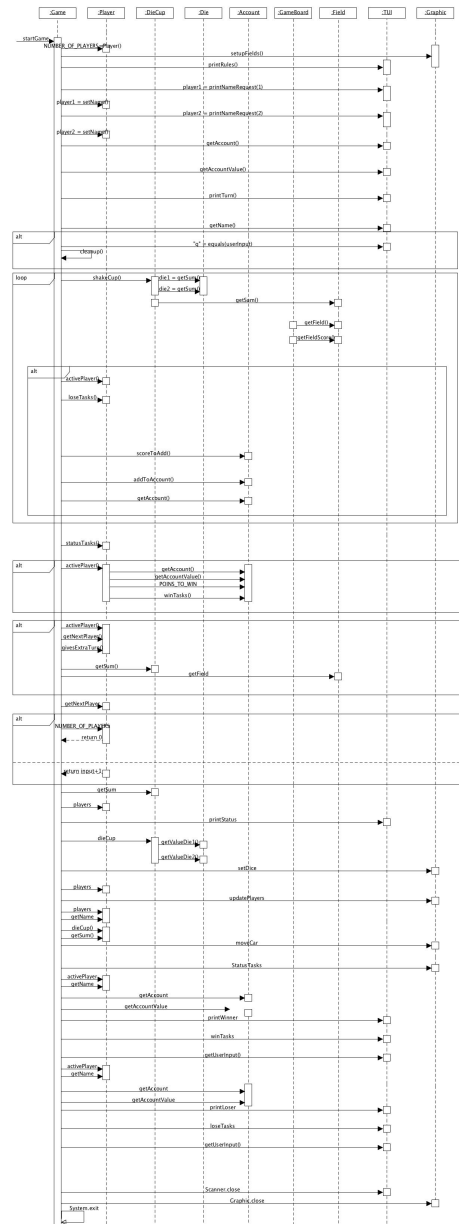 :Game :Player :DieCup :Die :Account :GameBoard :Field :TUI :Graphic
startGame
NUMBER_OF_PLAYERS=Player()
setupFields()
printRules()
player1 = printNameRequest(1)
player1 = setName()
player2 = printNameRequest(2)
player2 = setName()
getAccount()
getAccountValue()
printTurn()
getName()
alt
"q" = equals(userInput)
cleanup()
loop
shakeCup()
die1 = getSum()
die2 = getSum()
getSum()
getField()
getFieldScore()
alt
activePlayer()
loseTasks()
scoreToAdd()
addToAccount()
getAccount()
statusTasks()
alt
activePlayer()
getAccount()
getAccountValue()
POINS_TO_WIN
winTasks()
alt
activePlayer()
getNextPlayer()
givesExtraTurn()
getSum()
getField
getNextPlayer
alt
NUMBER_OF_PLAYERs
return ()
return input+1
getSum
players
printStatus
dieCup
getValueDie1()
getValueDie2()
setDice
players
updatePlayers
players
getName
dieCup()
getSum()
moveCar
StatusTasks
activePlayer
getName
getAccount
getAccountValue
printWinner
winTasks
getUserInput()
activePlayer
getName
getAccount
getAccountValue
printLoser
loseTasks
getUserInput()
Scanner.close
Graphic.close
System.exit